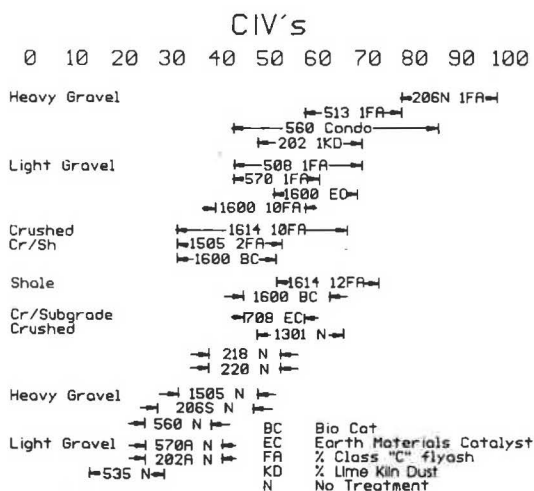 CIV's
0 10 20 30 40 50 60 70 80 90 100
Heavy Gravel
206N 1FA
513 1FA
560 Condo
202 1KD
Light Gravel
508 1FA
570 1FA
1600 EC
1600 10FA
Crushed
1614 10FA
Cr/Sh
1505 2FA
1600 BC
Shale
1614 12FA
1600 BC
Cr/Subgrade
708 EC
Crushed
1301 N
218 N
220 N
Heavy Gravel
1505 N
206S N
560 N
Light Gravel
570A N
202A N
535 N
BC Bio Cat
EC Earth Materials Catalyst
FA % Class "C" flyash
KD % Lime Kiln Dust
N No Treatment